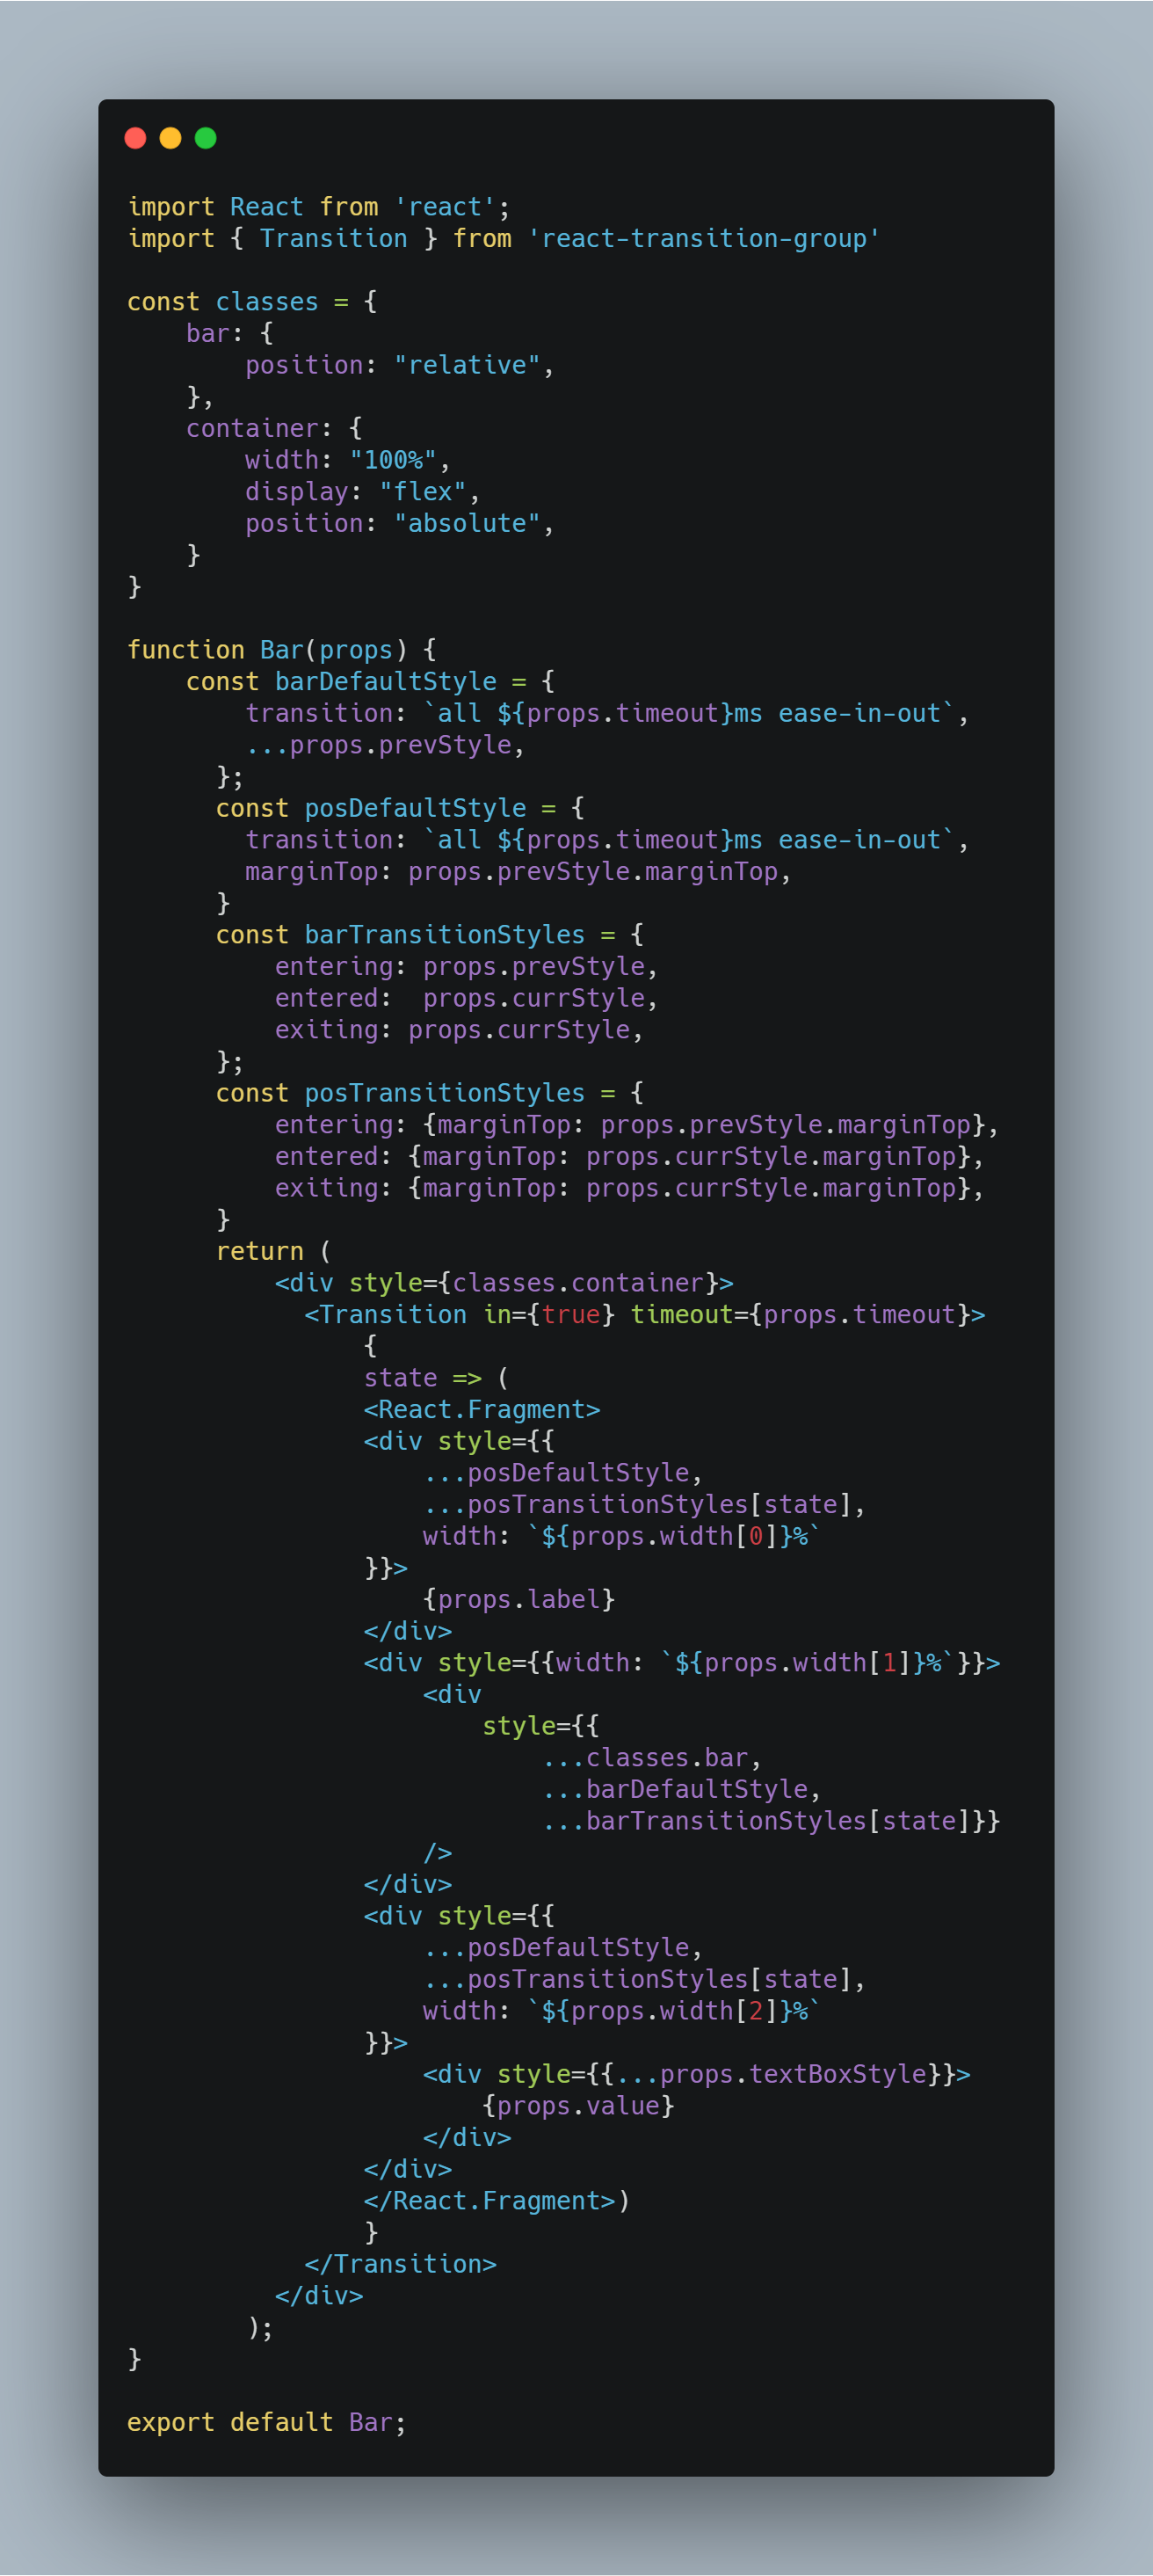 import React from 'react';
import { Transition } from 'react-transition-group'

const classes = {
    bar: {
        position: "relative",
    },
    container: {
        width: "100%",
        display: "flex",
        position: "absolute",
    }
}

function Bar(props) {
    const barDefaultStyle = {
        transition: `all ${props.timeout}ms ease-in-out`,
        ...props.prevStyle,
      };
      const posDefaultStyle = {
        transition: `all ${props.timeout}ms ease-in-out`,
        marginTop: props.prevStyle.marginTop,
      }
      const barTransitionStyles = {
          entering: props.prevStyle,
          entered:  props.currStyle,
          exiting: props.currStyle,
      };
      const posTransitionStyles = {
          entering: {marginTop: props.prevStyle.marginTop},
          entered: {marginTop: props.currStyle.marginTop},
          exiting: {marginTop: props.currStyle.marginTop},
      }
      return (
          <div style={classes.container}>
            <Transition in={true} timeout={props.timeout}>
                {
                state => (
                <React.Fragment>
                <div style={{
                    ...posDefaultStyle,
                    ...posTransitionStyles[state],
                    width: `${props.width[0]}%`
                }}>
                    {props.label}
                </div>
                <div style={{width: `${props.width[1]}%`}}>
                    <div
                        style={{
                            ...classes.bar,
                            ...barDefaultStyle,
                            ...barTransitionStyles[state]}}
                    />
                </div>
                <div style={{
                    ...posDefaultStyle,
                    ...posTransitionStyles[state],
                    width: `${props.width[2]}%`
                }}>
                    <div style={{...props.textBoxStyle}}>
                        {props.value}
                    </div>
                </div>
                </React.Fragment>)
                }
            </Transition>
          </div>
        );
}

export default Bar;